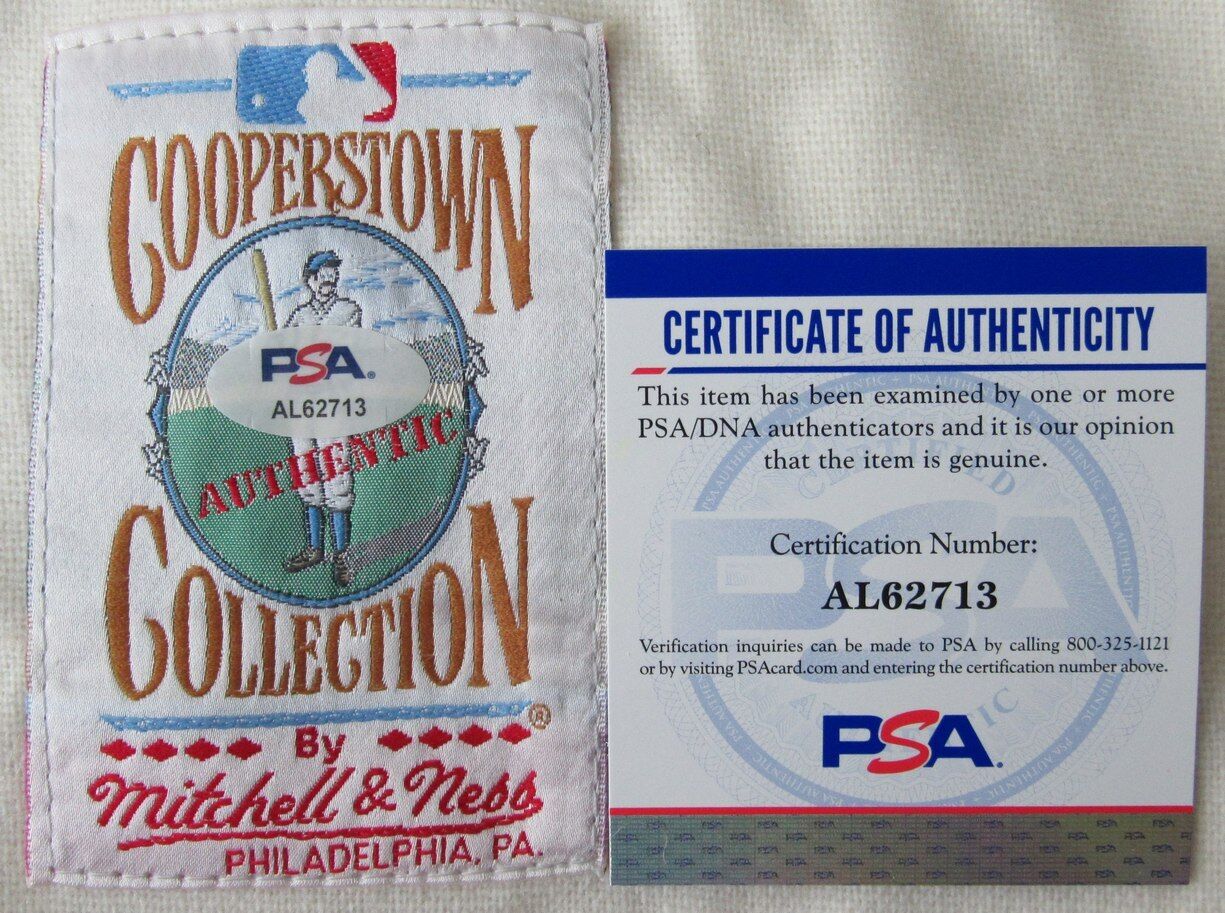 COOPERSTOWN
PSA.
AL62713
AUTHENTIC
COLLECTION
®
By
Mitchell & Ness
PHILADELPHIA, PA.
CERTIFICATE OF AUTHENTICITY
This item has been examined by one or more
PSA/DNA authenticators and it is our opinion
that the item is genuine.
Certification Number:
AL62713
Verification inquiries can be made to PSA by calling 800-325-1121
or by visiting PSAcard.com and entering the certification number above.
PSA.